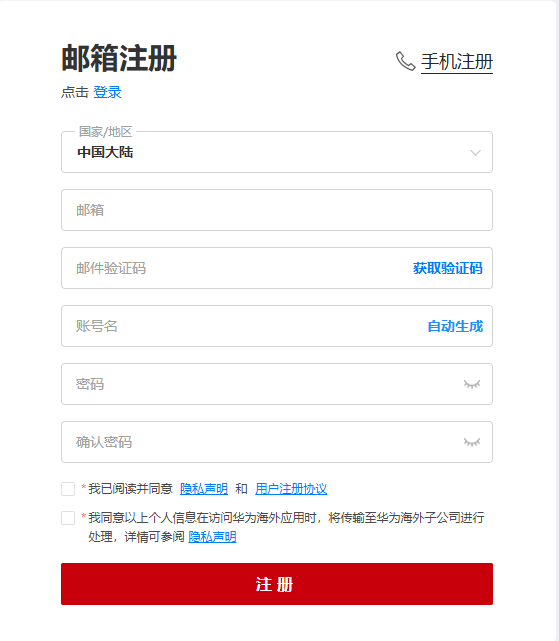 邮箱注册
手机注册
点击 登录
国家/地区
中国大陆
邮箱
邮件验证码 获取验证码
账号名 自动生成
密码
确认密码
*我已阅读并同意 隐私声明 和 用户注册协议
*我同意以上个人信息在访问华为海外应用时，将传输至华为海外子公司进行
处理，详情可参阅 隐私声明
注 册